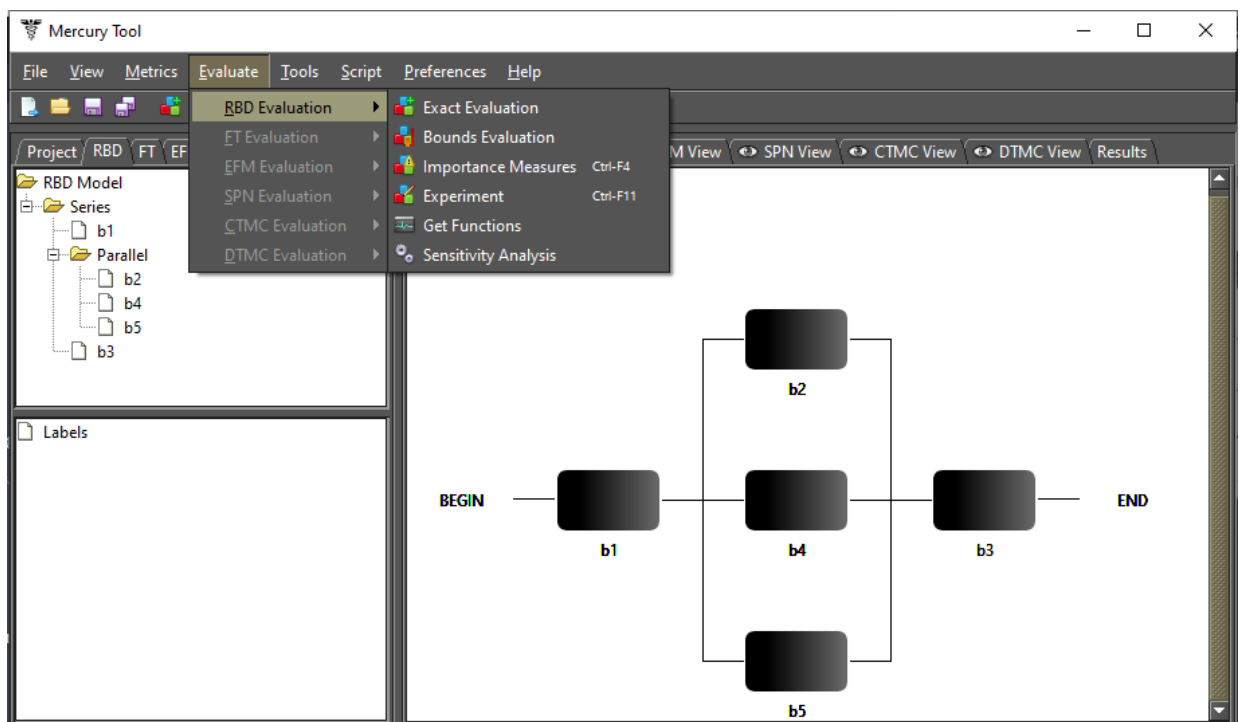 Mercury Tool
File View Metrics Evaluate Tools Script Preferences Help
RBD Evaluation
FT Evaluation
EFM Evaluation
SPN Evaluation
CTMC Evaluation
DTMC Evaluation
Exact Evaluation
Bounds Evaluation
Importance Measures Ctrl-F4
Experiment Ctrl-F11
Get Functions
Sensitivity Analysis
Project RBD FT EF M View SPN View CTMC View DTMC View Results
RBD Model
Series
b1
Parallel
b2
b4
b5
b3
Labels
b2
BEGIN END
b1 b4 b3
b5